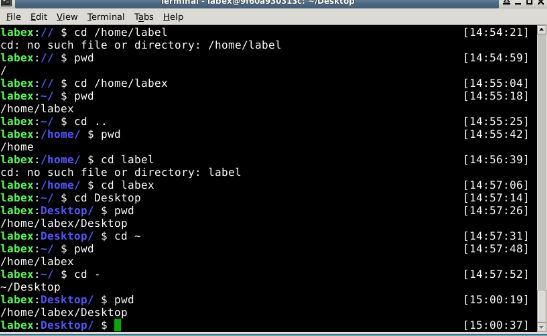 Terminal - labex@9f60a930313c: ~/Desktop
File Edit View Terminal Tabs Help
labex:// $ cd /home/label [14:54:21]
cd: no such file or directory: /home/label
labex:// $ pwd [14:54:59]
/
labex:// $ cd /home/labex [14:55:04]
labex:~/ $ pwd [14:55:18]
/home/labex
labex:~/ $ cd .. [14:55:25]
labex:/home/ $ pwd [14:55:42]
/home
labex:/home/ $ cd label [14:56:39]
cd: no such file or directory: label
labex:/home/ $ cd labex [14:57:06]
labex:~/ $ cd Desktop [14:57:14]
labex:Desktop/ $ pwd [14:57:26]
/home/labex/Desktop
labex:Desktop/ $ cd ~ [14:57:31]
labex:~/ $ pwd [14:57:48]
/home/labex
labex:~/ $ cd - [14:57:52]
~/Desktop
labex:Desktop/ $ pwd [15:00:19]
/home/labex/Desktop
labex:Desktop/ $ [15:00:37]